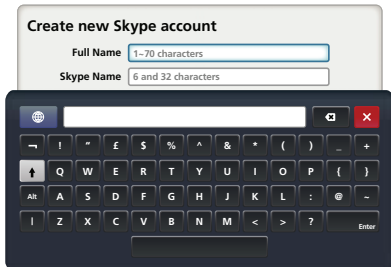 Create new Skype account
Full Name 1~70 characters
Skype Name 6 and 32 characters
¬ ! " £ $ % ^ & * ( ) _ +
Q W E R T Y U I O P { }
Alt A S D F G H J K L : @ ~
| Z X C V B N M < > ? Enter